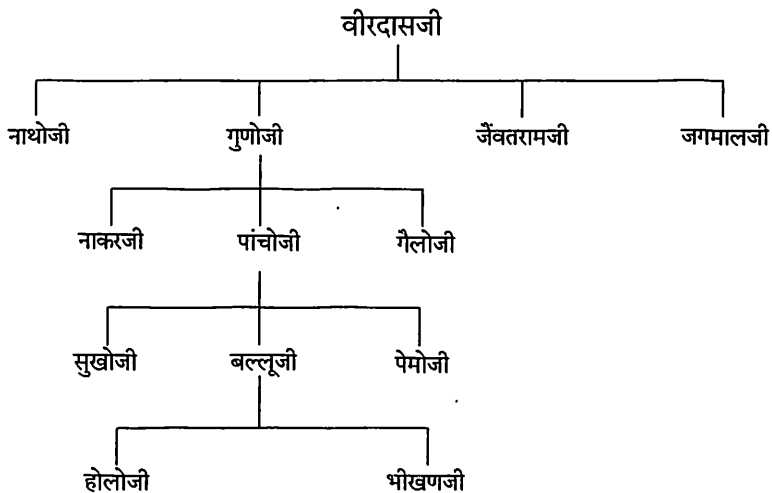 वीरदासजी
नाथोजी गुणोजी जैंवतरामजी जगमालजी
नाकरजी पांचोजी गैलोजी
सुखोजी बल्लूजी पेमोजी
होलोजी भीखणजी